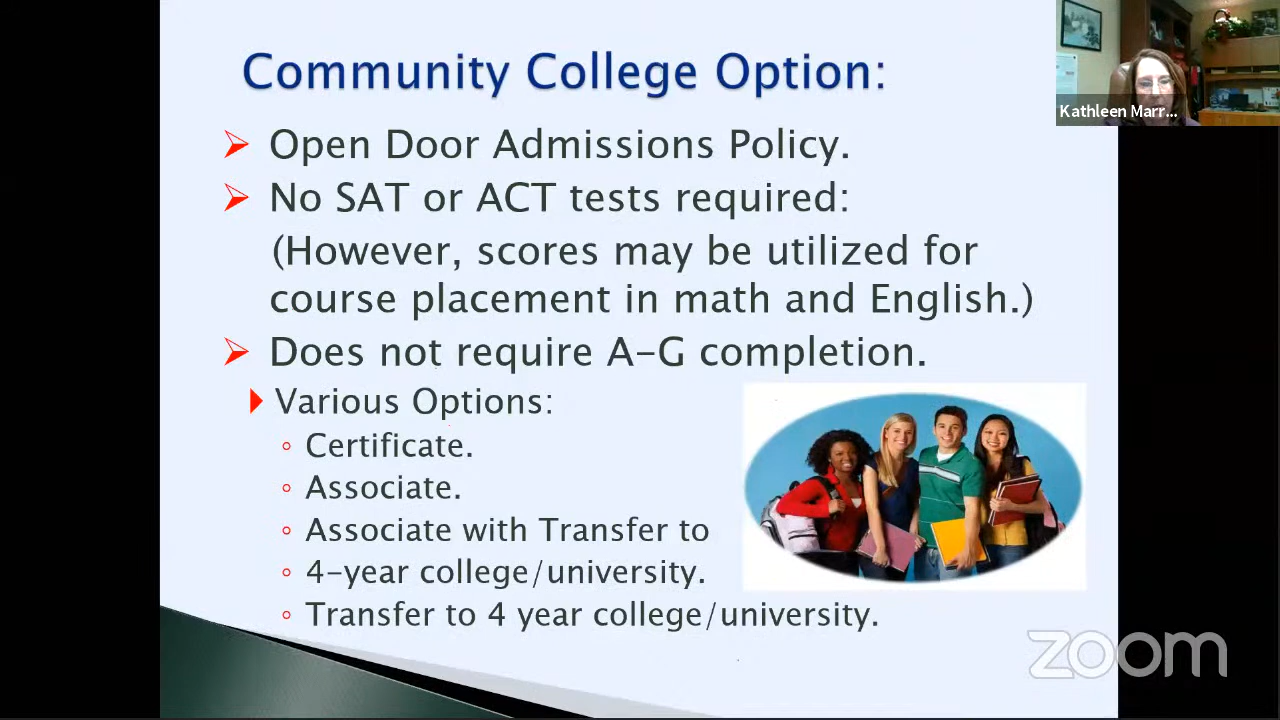 Community College Option:
Kathleen Marr...
Open Door Admissions Policy.
No SAT or ACT tests required:
(However, scores may be utilized for
course placement in math and English.)
Does not require A-G completion.
Various Options:
Certificate.
Associate.
Associate with Transfer to
4-year college/university.
Transfer to 4 year college/university.
zoom